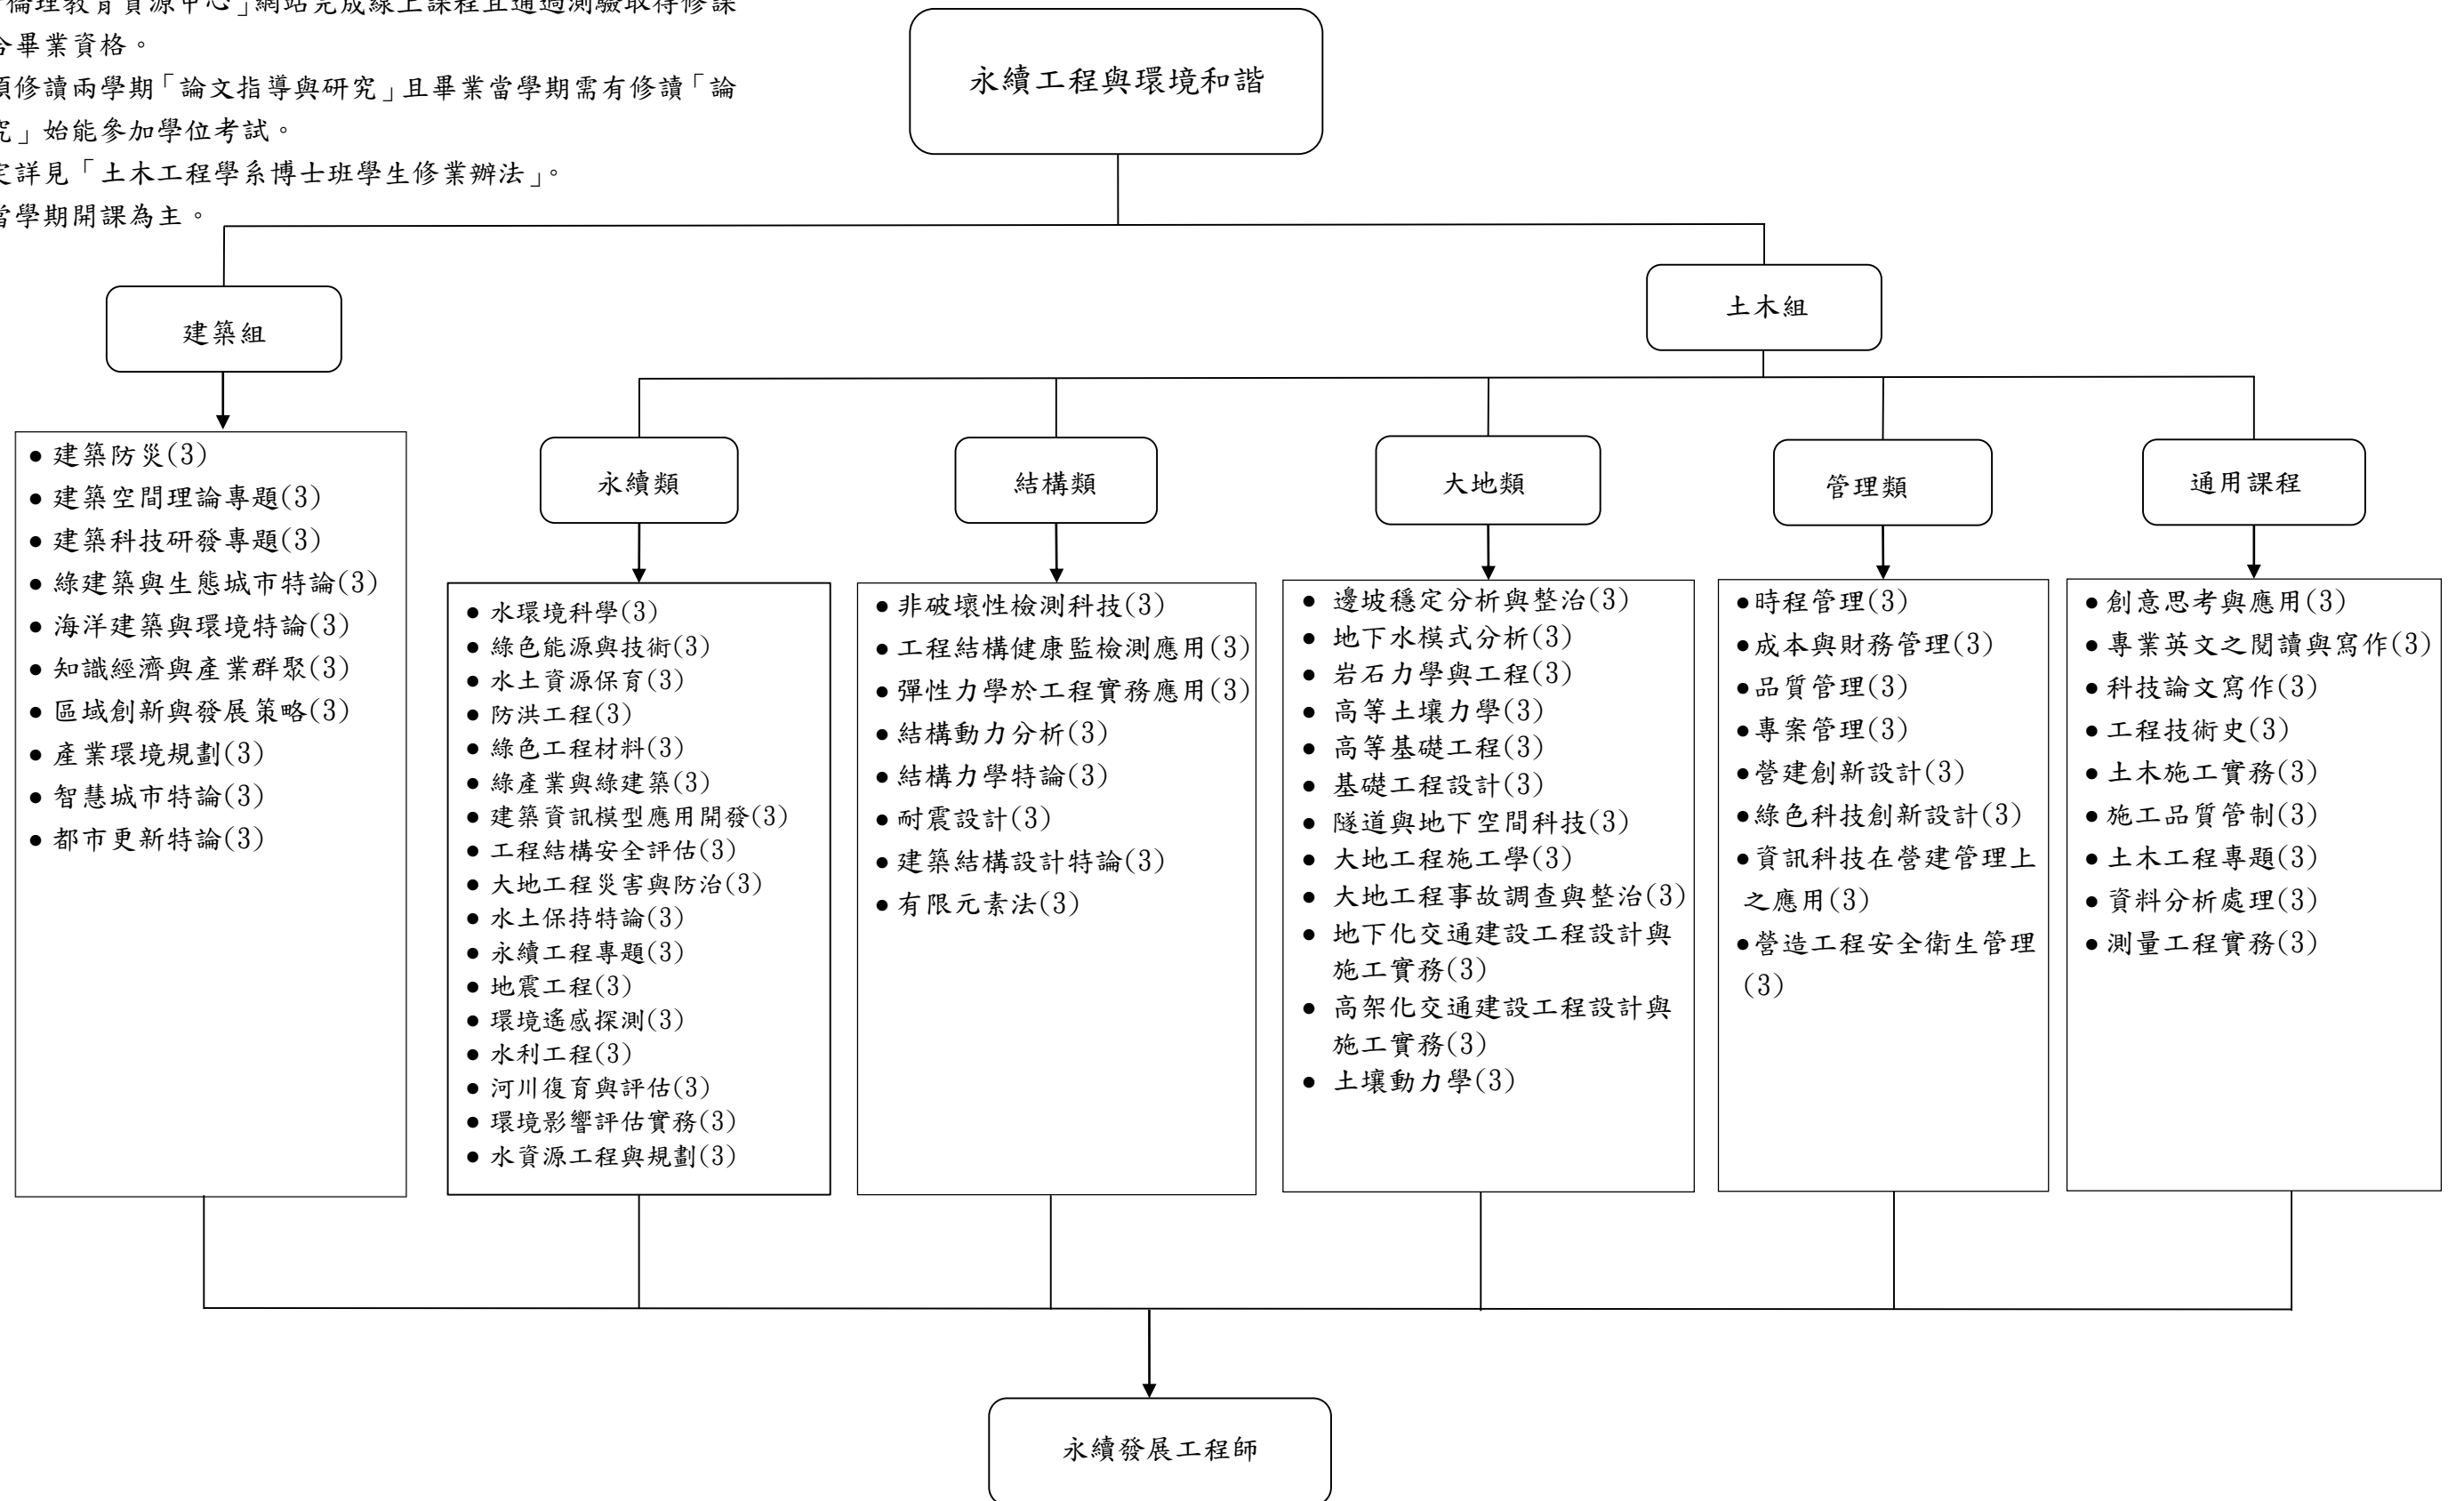 倫理教育資源中心」網站完成線上課程且通過測驗取得修課
合畢業資格。
須修讀兩學期「論文指導與研究」且畢業當學期需有修讀「論
究」始能參加學位考試。
定詳見「土木工程學系博士班學生修業辦法」。
當學期開課為主。
永續工程與環境和諧
建築組
土木組
● 建築防災(3)
● 建築空間理論專題(3)
● 建築科技研發專題(3)
● 綠建築與生態城市特論(3)
● 海洋建築與環境特論(3)
● 知識經濟與產業群聚(3)
● 區域創新與發展策略(3)
● 產業環境規劃(3)
● 智慧城市特論(3)
● 都市更新特論(3)
永續類
● 水環境科學(3)
● 綠色能源與技術(3)
● 水土資源保育(3)
● 防洪工程(3)
● 綠色工程材料(3)
● 綠產業與綠建築(3)
● 建築資訊模型應用開發(3)
● 工程結構安全評估(3)
● 大地工程災害與防治(3)
● 水土保持特論(3)
● 永續工程專題(3)
● 地震工程(3)
● 環境遙感探測(3)
● 水利工程(3)
● 河川復育與評估(3)
● 環境影響評估實務(3)
● 水資源工程與規劃(3)
結構類
● 非破壞性檢測科技(3)
● 工程結構健康監檢測應用(3)
● 彈性力學於工程實務應用(3)
● 結構動力分析(3)
● 結構力學特論(3)
● 耐震設計(3)
● 建築結構設計特論(3)
● 有限元素法(3)
大地類
● 邊坡穩定分析與整治(3)
● 地下水模式分析(3)
● 岩石力學與工程(3)
● 高等土壤力學(3)
● 高等基礎工程(3)
● 基礎工程設計(3)
● 隧道與地下空間科技(3)
● 大地工程施工學(3)
● 大地工程事故調查與整治(3)
● 地下化交通建設工程設計與
施工實務(3)
● 高架化交通建設工程設計與
施工實務(3)
● 土壤動力學(3)
管理類
●時程管理(3)
●成本與財務管理(3)
●品質管理(3)
●專案管理(3)
●營建創新設計(3)
●綠色科技創新設計(3)
●資訊科技在營建管理上
之應用(3)
●營造工程安全衛生管理
(3)
通用課程
● 創意思考與應用(3)
● 專業英文之閱讀與寫作(3)
● 科技論文寫作(3)
● 工程技術史(3)
● 土木施工實務(3)
● 施工品質管制(3)
● 土木工程專題(3)
● 資料分析處理(3)
● 測量工程實務(3)
永續發展工程師